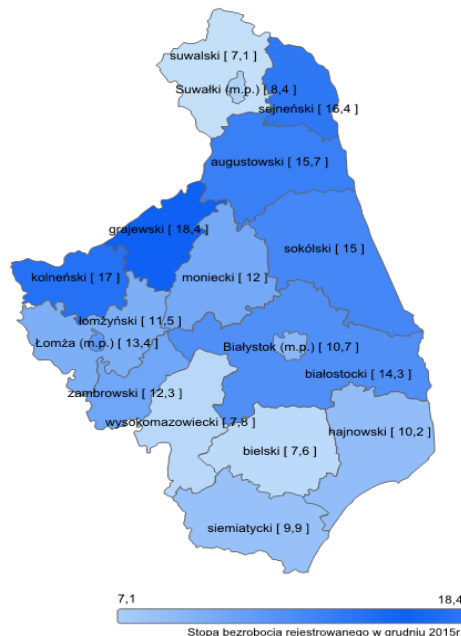 suwalski [ 7,1 ]
Suwałki (m.p.) [ 8,4 ]
sejneński [ 16,4 ]
augustowski [ 15,7 ]
grajewski [ 18,4 ]
sokólski [ 15 ]
kolneński [ 17 ]
moniecki [ 12 ]
łomżyński [ 11,5 ]
Łomża (m.p.) [ 13,4 ]
Białystok (m.p.) [ 10,7 ]
białostocki [ 14,3 ]
zambrowski [ 12,3 ]
wysokomazowiecki [ 7,8 ]
hajnowski [ 10,2 ]
bielski [ 7,6 ]
siemiatycki [ 9,9 ]
7,1 18,4
Stopa bezrobocia rejestrowanego w grudniu 2015r